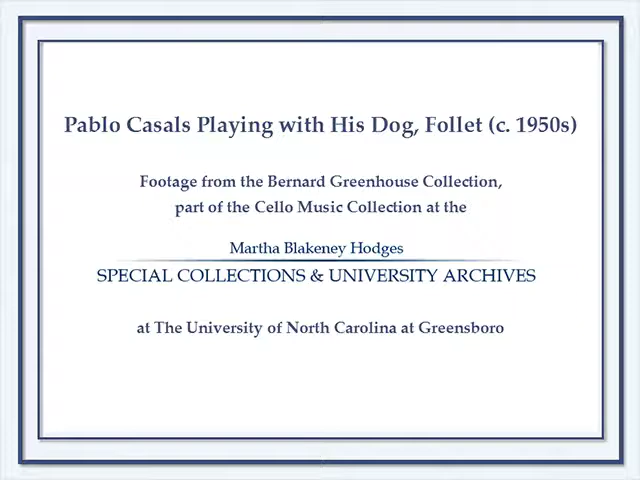 Pablo Casals Playing with His Dog, Follet (c. 1950s)
Footage from the Bernard Greenhouse Collection,
part of the Cello Music Collection at the
Martha Blakeney Hodges
SPECIAL COLLECTIONS & UNIVERSITY ARCHIVES
at The University of North Carolina at Greensboro